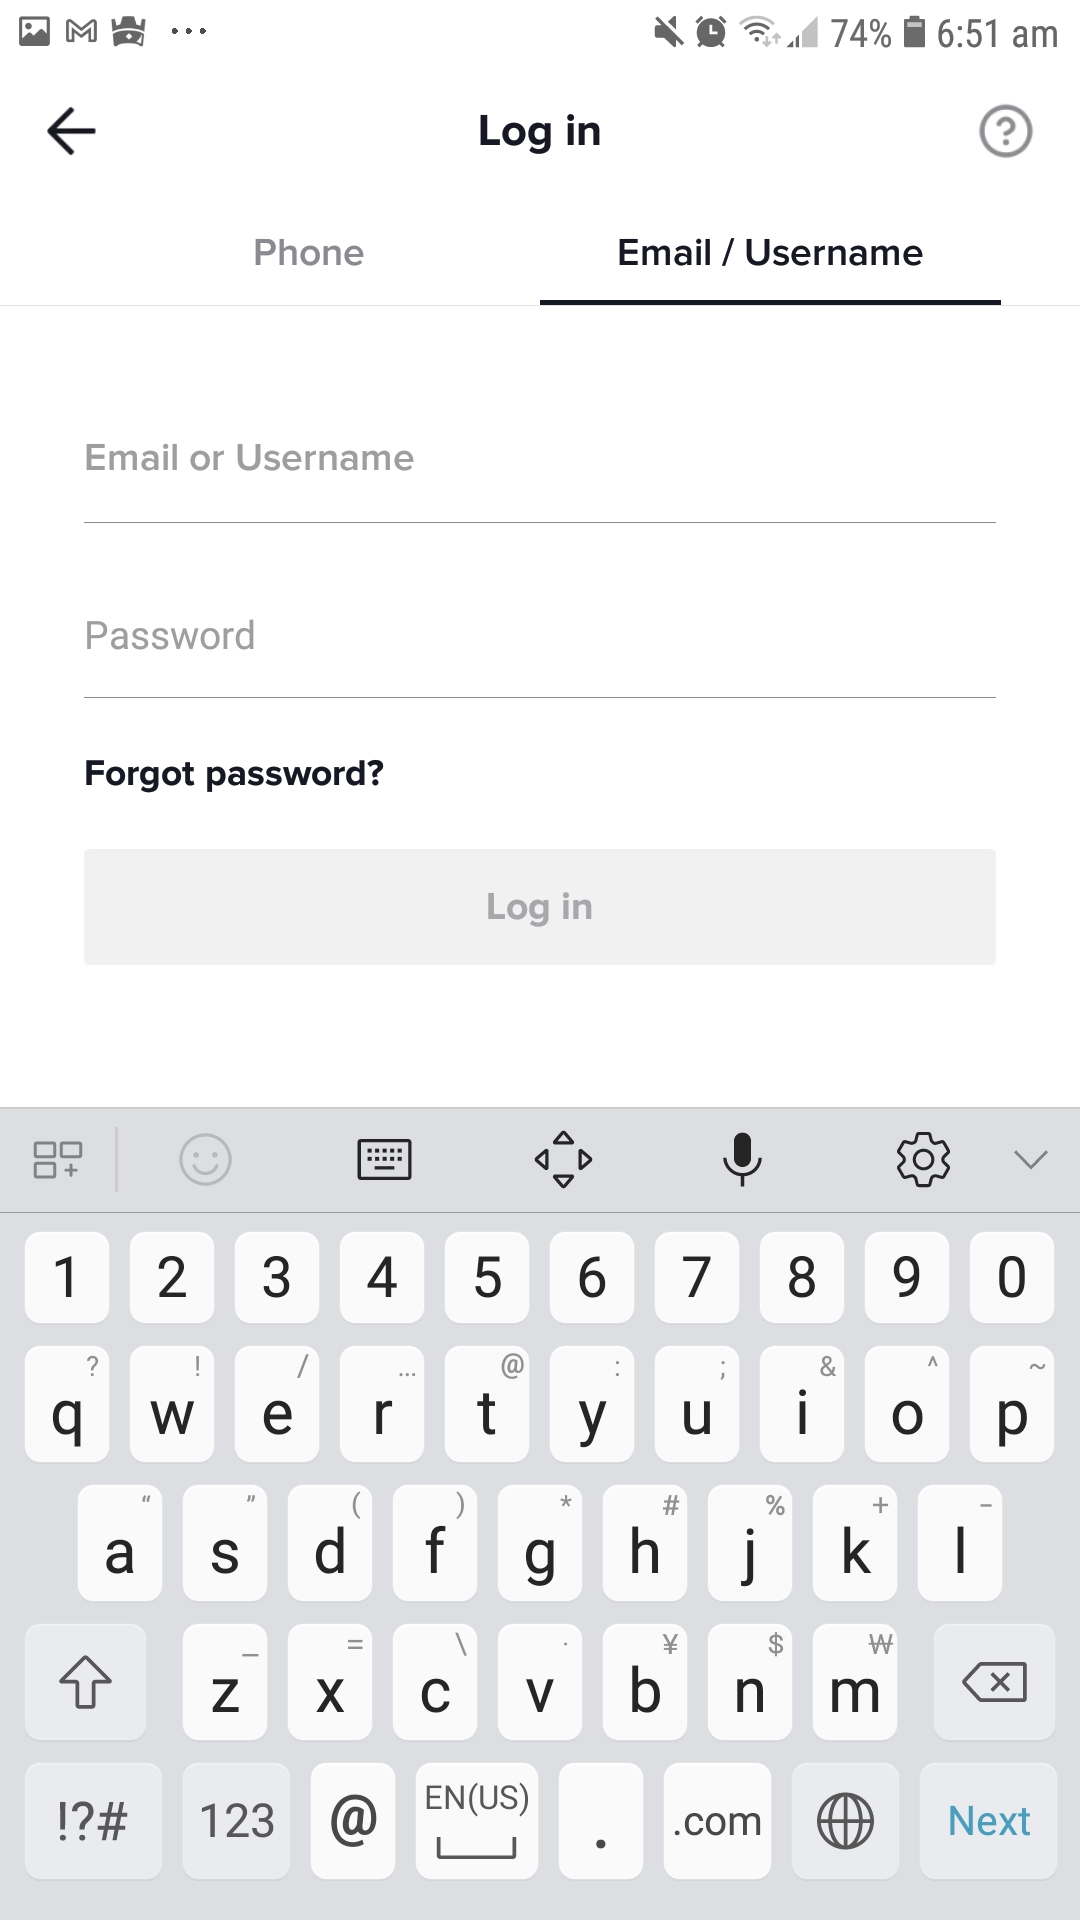 74% 6:51 am
Log in
Phone Email / Username
Email or Username
Password
Forgot password?
Log in
1 2 3 4 5 6 7 8 9 0
? ! / ... @ : ; & ^ ~
q w e r t y u i o p
“ ” ( ) * # % + -
a s d f g h j k l
_ = \ · ¥ $ ₩
z x c v b n m
!?# 123 @ EN(US) . .com Next